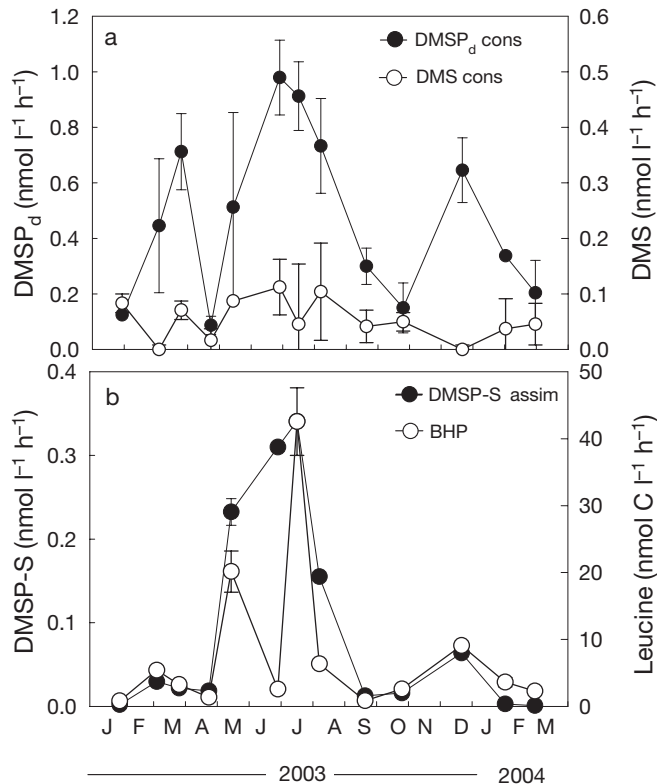 a
DMSPd cons
DMS cons
DMSPd (nmol l–1 h–1)
1.2
1.0
0.8
0.6
0.4
0.2
0.0
DMS (nmol l–1 h–1)
0.6
0.5
0.4
0.3
0.2
0.1
0.0
b
DMSP-S assim
BHP
DMSP-S (nmol l–1 h–1)
0.4
0.3
0.2
0.1
0.0
Leucine (nmol C l–1 h–1)
50
40
30
20
10
0
J F M A M J J A S O N D J F M
2003 2004